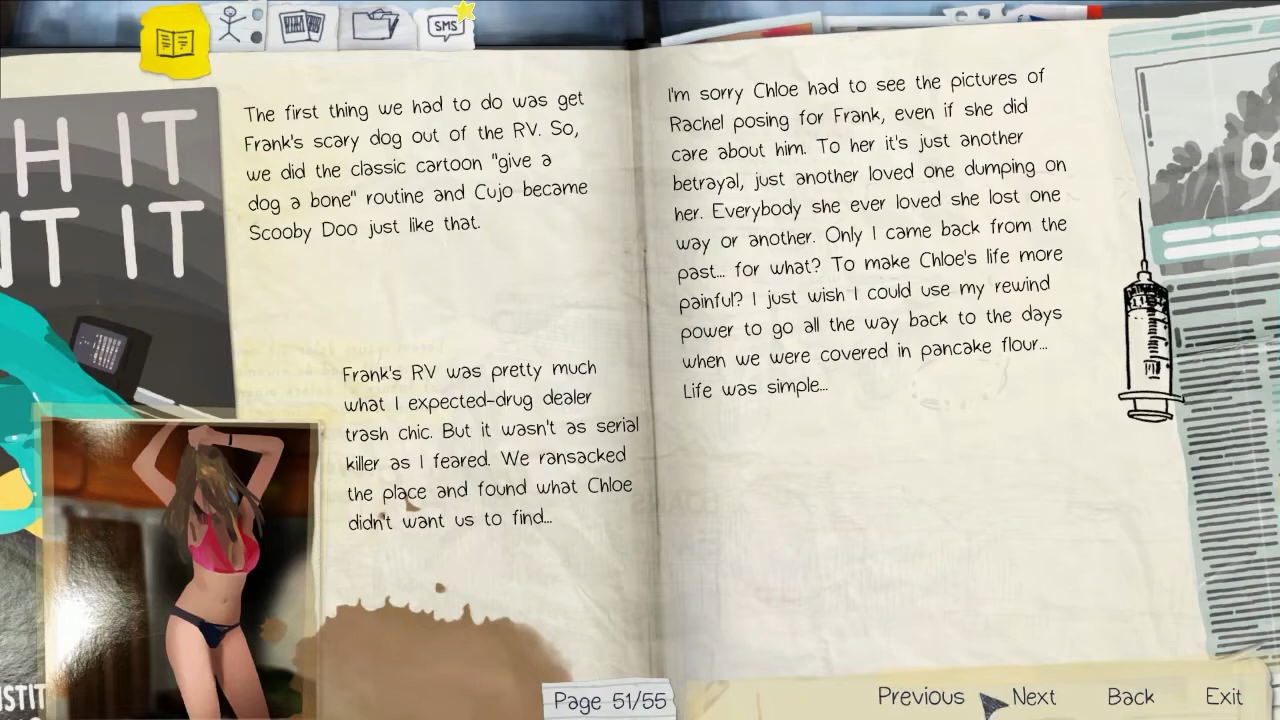 SMS
H IT
NT IT
The first thing we had to do was get
Frank's scary dog out of the RV. So,
we did the classic cartoon "give a
dog a bone" routine and Cujo became
Scooby Doo just like that.
Frank's RV was pretty much
what I expected-drug dealer
trash chic. But it wasn't as serial
killer as I feared. We ransacked
the place and found what Chloe
didn't want us to find...
I'm sorry Chloe had to see the pictures of
Rachel posing for Frank, even if she did
care about him. To her it's just another
betrayal, just another loved one dumping on
her. Everybody she ever loved she lost one
way or another. Only I came back from the
past... for what? To make Chloe's life more
painful? I just wish I could use my rewind
power to go all the way back to the days
when we were covered in pancake flour...
Life was simple...
Page 51/55
Previous
Next
Back
Exit